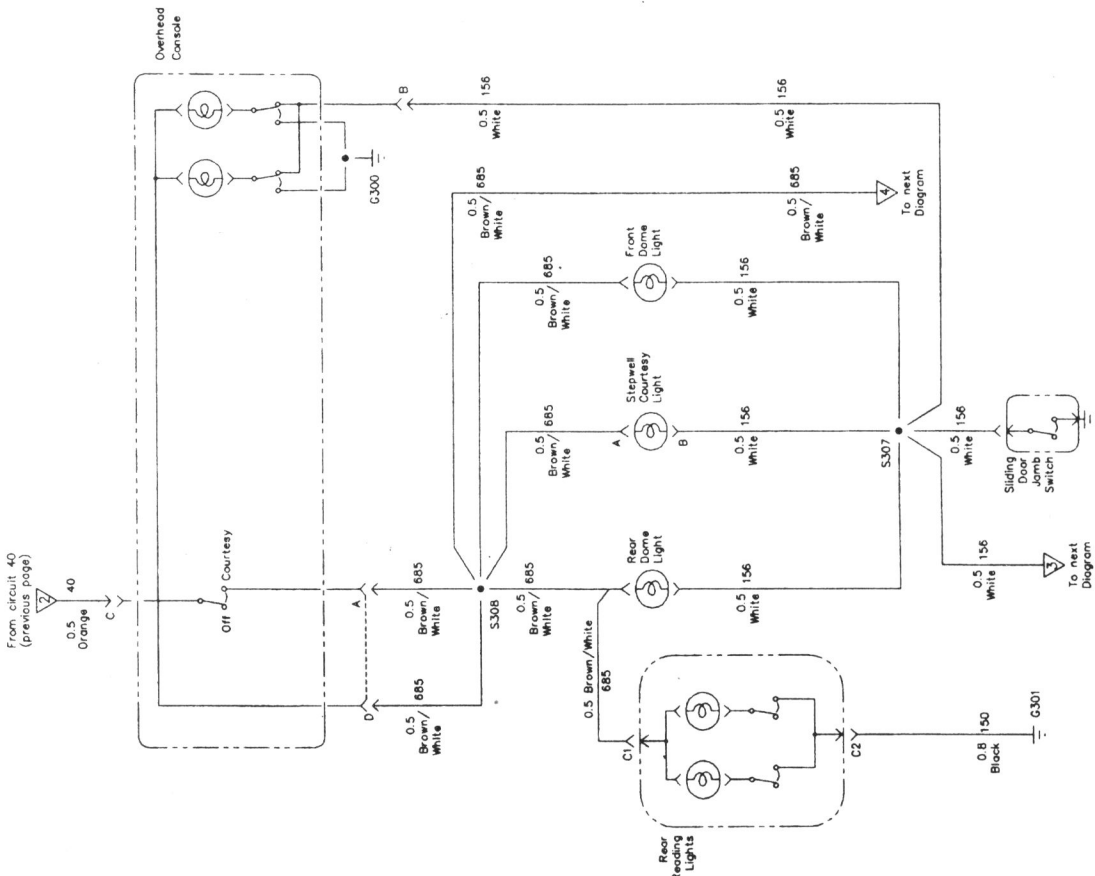 From circuit 40
(previous page)
2
40
0.5
Orange
C
Overhead
Console
Off
Courtesy
G300
B
0.5 156
White
0.5 156
White
0.5 685
Brown/
White
0.5 685
Brown/
White
4
To next
Diagram
D
A
0.5 685
Brown/
White
0.5 685
Brown/
White
S308
0.5 685
Brown/
White
0.5 685
Brown/
White
0.5 685
Brown/
White
0.5 Brown/White
685
Front
Dome
Light
0.5 156
White
A
Stepwell
Courtesy
Light
B
0.5 156
White
Rear
Dome
Light
0.5 156
White
S307
0.5 156
White
Sliding
Door
Jamb
Switch
0.5 156
White
3
To next
Diagram
C1
Rear
Reading
Lights
C2
0.8 150
Black
G301